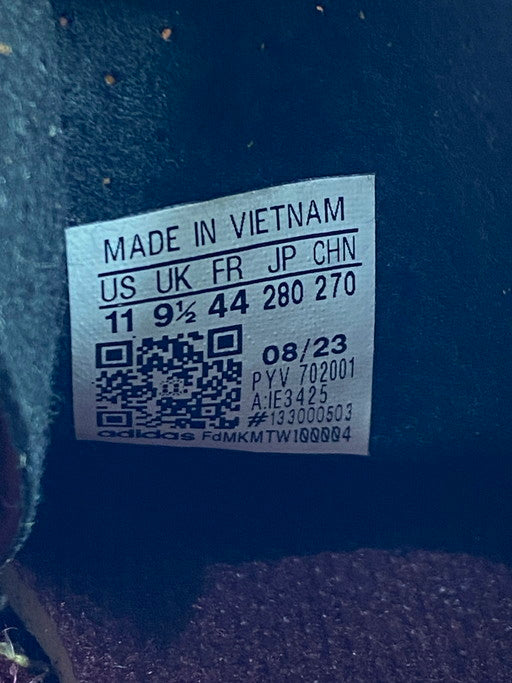 MADE IN VIETNAM
US UK FR JP CHN
11 9½ 44 280 270
08/23
PYV 702001
A:IE3425
#133000503
adidas FdMKMTW100004